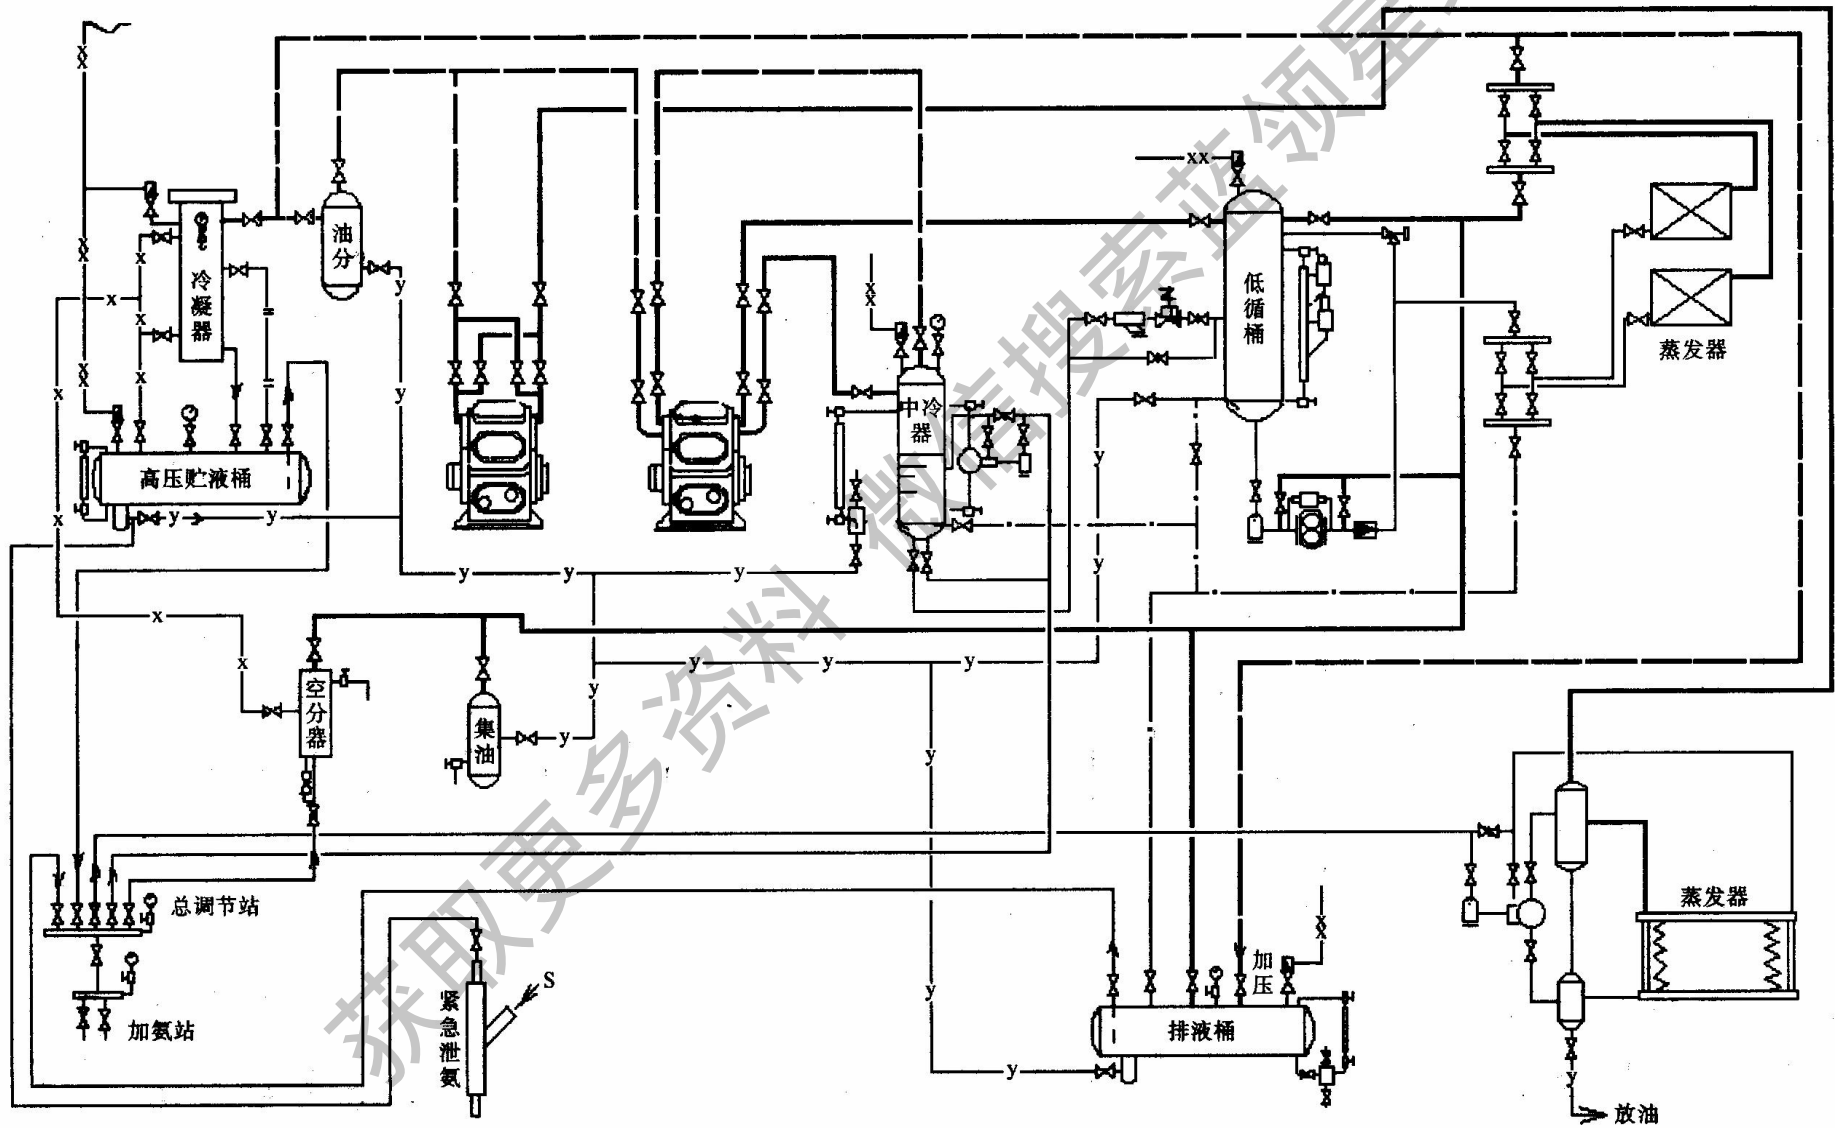 油分
冷凝器
低循桶
蒸发器
中冷器
高压贮液桶
空分器
集油
总调节站
加氨站
紧急泄氨
S
加压
排液桶
蒸发器
放油
x
xx
y
获取更多资料 微信搜索蓝领星